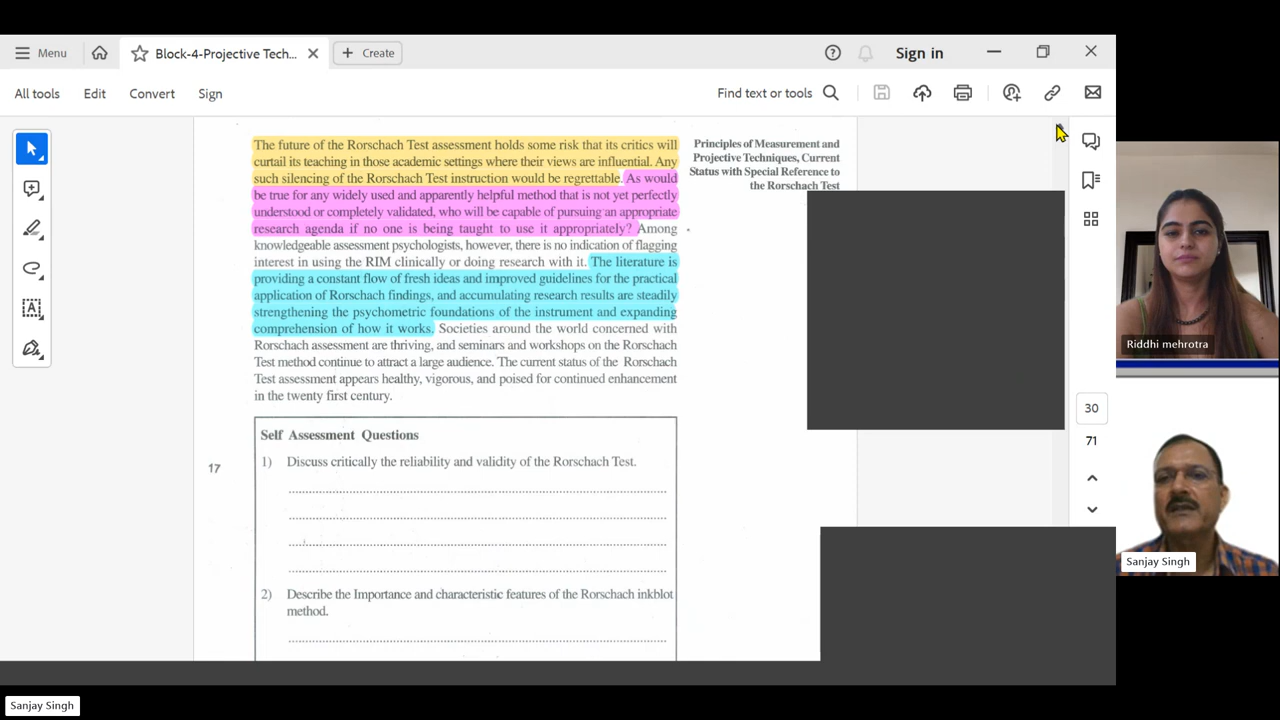 Menu
Block-4-Projective Tech...
Create
Sign in
All tools
Edit
Convert
Sign
Find text or tools
The future of the Rorschach Test assessment holds some risk that its critics will
curtail its teaching in those academic settings where their views are influential. Any
such silencing of the Rorschach Test instruction would be regrettable. As would
be true for any widely used and apparently helpful method that is not yet perfectly
understood or completely validated, who will be capable of pursuing an appropriate
research agenda if no one is being taught to use it appropriately? Among
knowledgeable assessment psychologists, however, there is no indication of flagging
interest in using the RIM clinically or doing research with it. The literature is
providing a constant flow of fresh ideas and improved guidelines for the practical
application of Rorschach findings, and accumulating research results are steadily
strengthening the psychometric foundations of the instrument and expanding
comprehension of how it works. Societies around the world concerned with
Rorschach assessment are thriving, and seminars and workshops on the Rorschach
Test method continue to attract a large audience. The current status of the Rorschach
Test assessment appears healthy, vigorous, and poised for continued enhancement
in the twenty first century.
Principles of Measurement and
Projective Techniques, Current
Status with Special Reference to
the Rorschach Test
Self Assessment Questions
1) Discuss critically the reliability and validity of the Rorschach Test.
17
2) Describe the Importance and characteristic features of the Rorschach inkblot
method.
30
71
Riddhi mehrotra
Sanjay Singh
Sanjay Singh